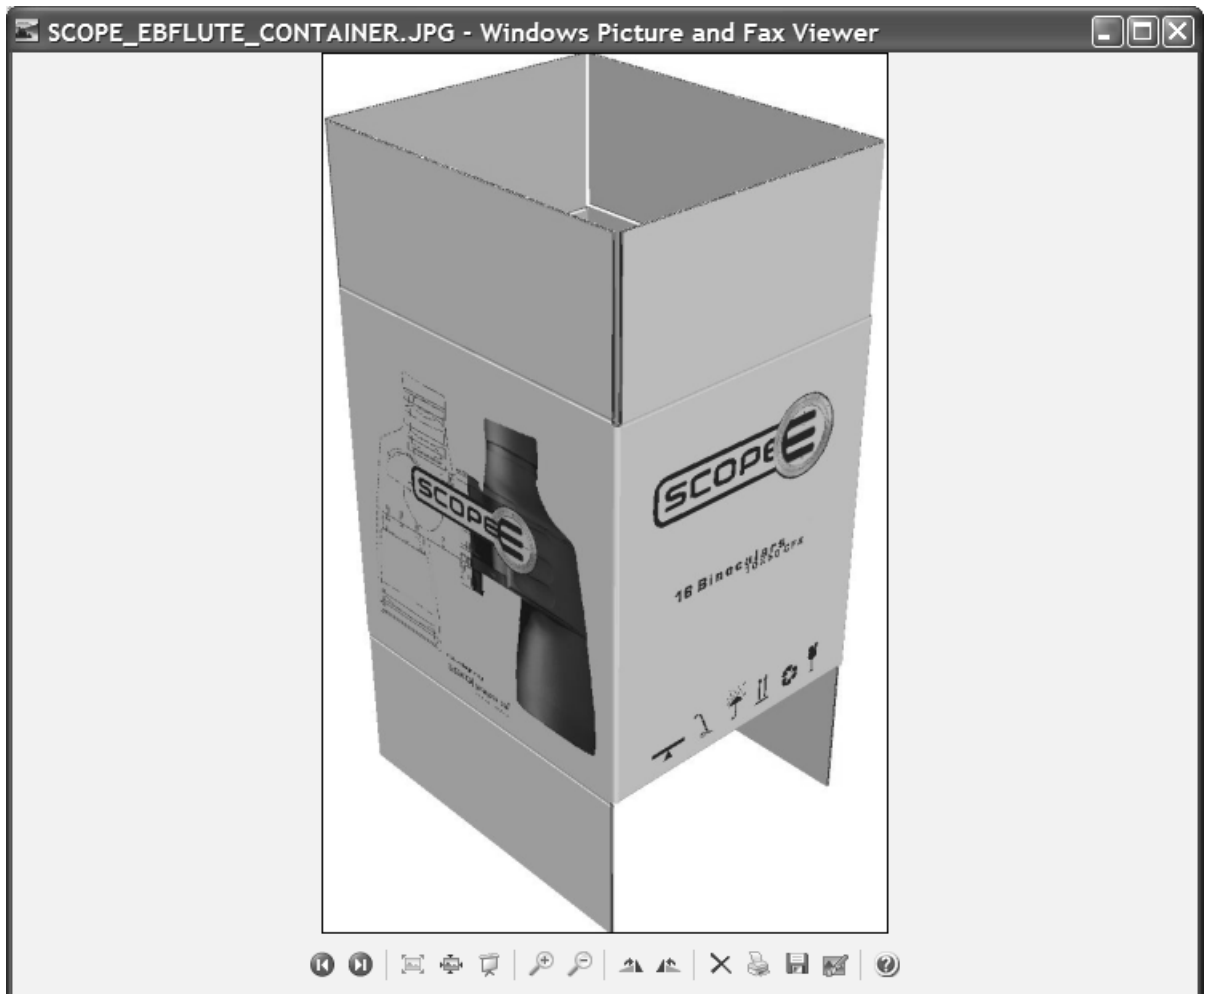 SCOPE_EBFLUTE_CONTAINER.JPG - Windows Picture and Fax Viewer
SCOPE
SCOPE
16 Binoculars